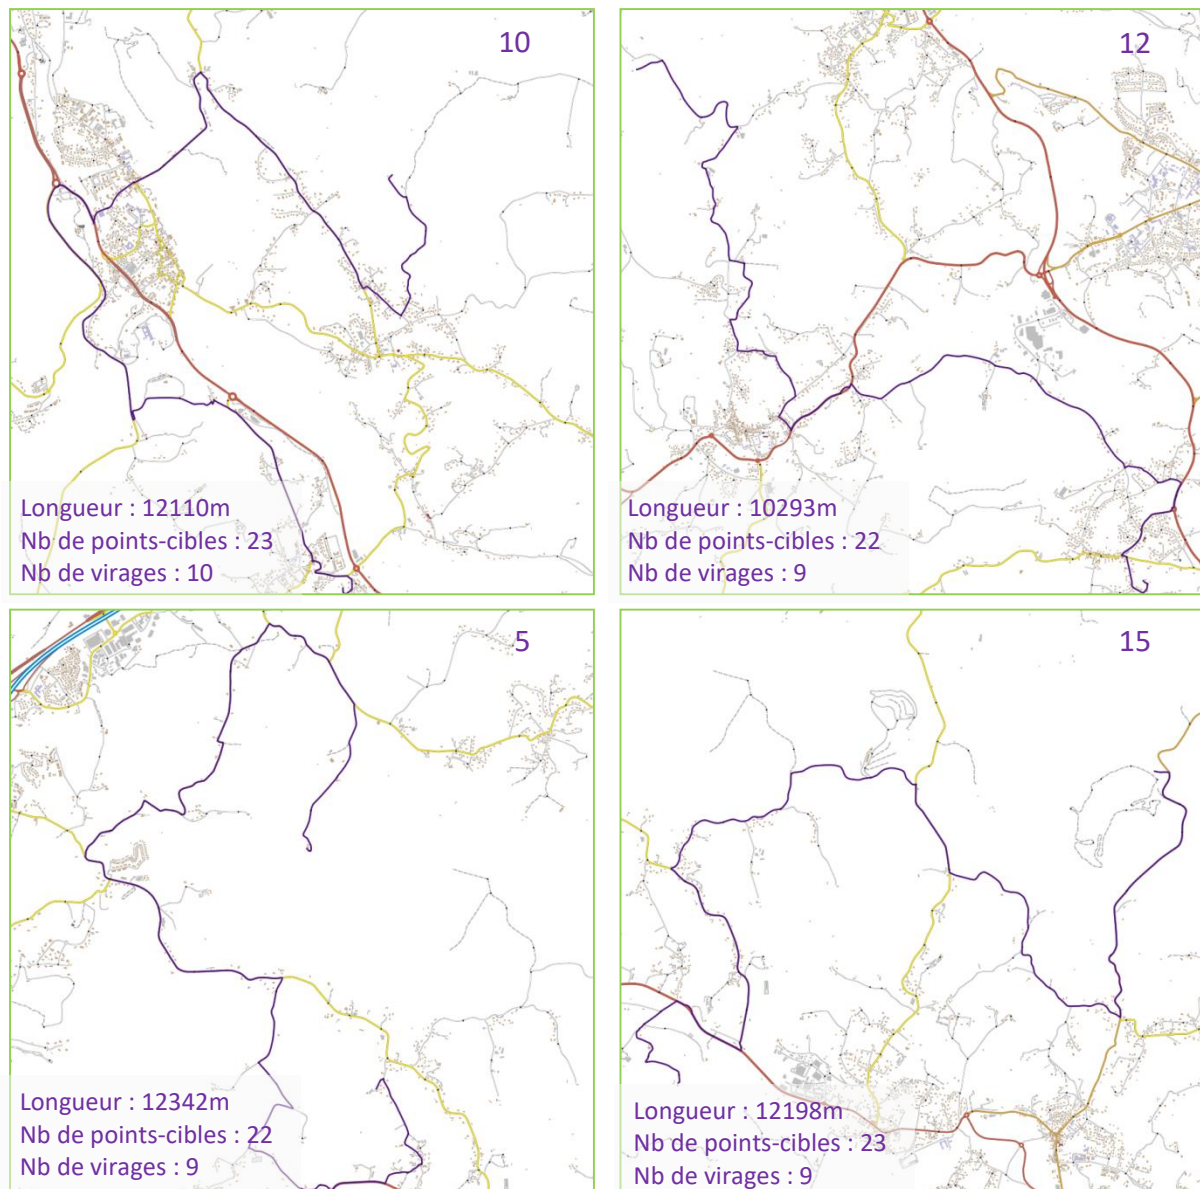 10
Longueur : 12110m
Nb de points-cibles : 23
Nb de virages : 10
12
Longueur : 10293m
Nb de points-cibles : 22
Nb de virages : 9
5
Longueur : 12342m
Nb de points-cibles : 22
Nb de virages : 9
15
Longueur : 12198m
Nb de points-cibles : 23
Nb de virages : 9